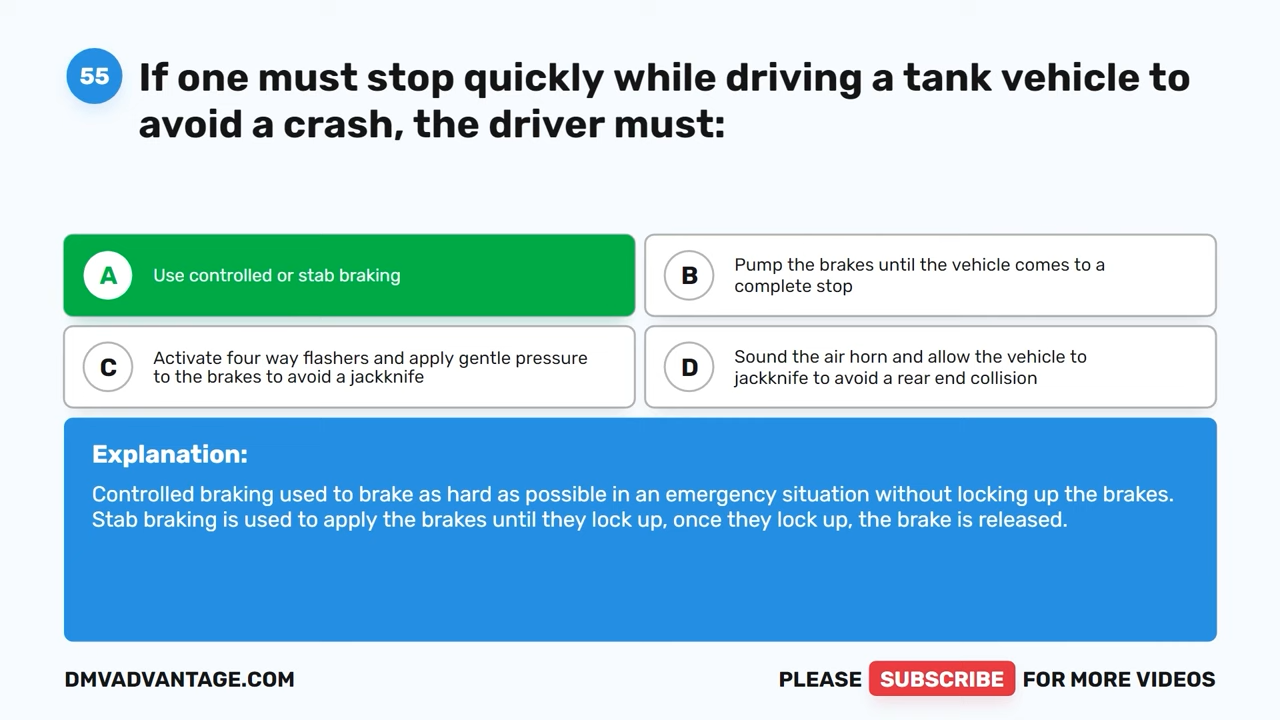 55
If one must stop quickly while driving a tank vehicle to
avoid a crash, the driver must:
A
Use controlled or stab braking
B
Pump the brakes until the vehicle comes to a
complete stop
C
Activate four way flashers and apply gentle pressure
to the brakes to avoid a jackknife
D
Sound the air horn and allow the vehicle to
jackknife to avoid a rear end collision
Explanation:
Controlled braking used to brake as hard as possible in an emergency situation without locking up the brakes.
Stab braking is used to apply the brakes until they lock up, once they lock up, the brake is released.
DMVADVANTAGE.COM
PLEASE SUBSCRIBE FOR MORE VIDEOS